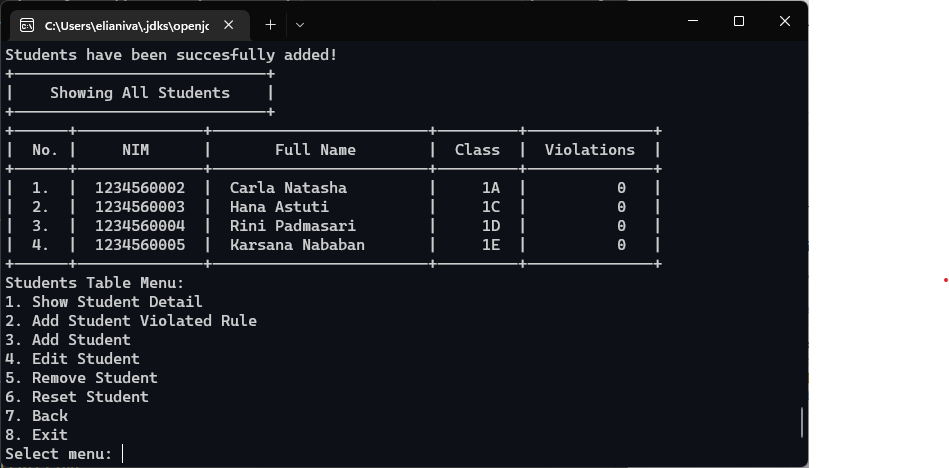 C:\Users\elianiva\.jdks\openjc
Students have been succesfully added!
Showing All Students
| No. | NIM | Full Name | Class | Violations |
| 1. | 1234560002 | Carla Natasha | 1A | 0 |
| 2. | 1234560003 | Hana Astuti | 1C | 0 |
| 3. | 1234560004 | Rini Padmasari | 1D | 0 |
| 4. | 1234560005 | Karsana Nababan | 1E | 0 |
Students Table Menu:
1. Show Student Detail
2. Add Student Violated Rule
3. Add Student
4. Edit Student
5. Remove Student
6. Reset Student
7. Back
8. Exit
Select menu: